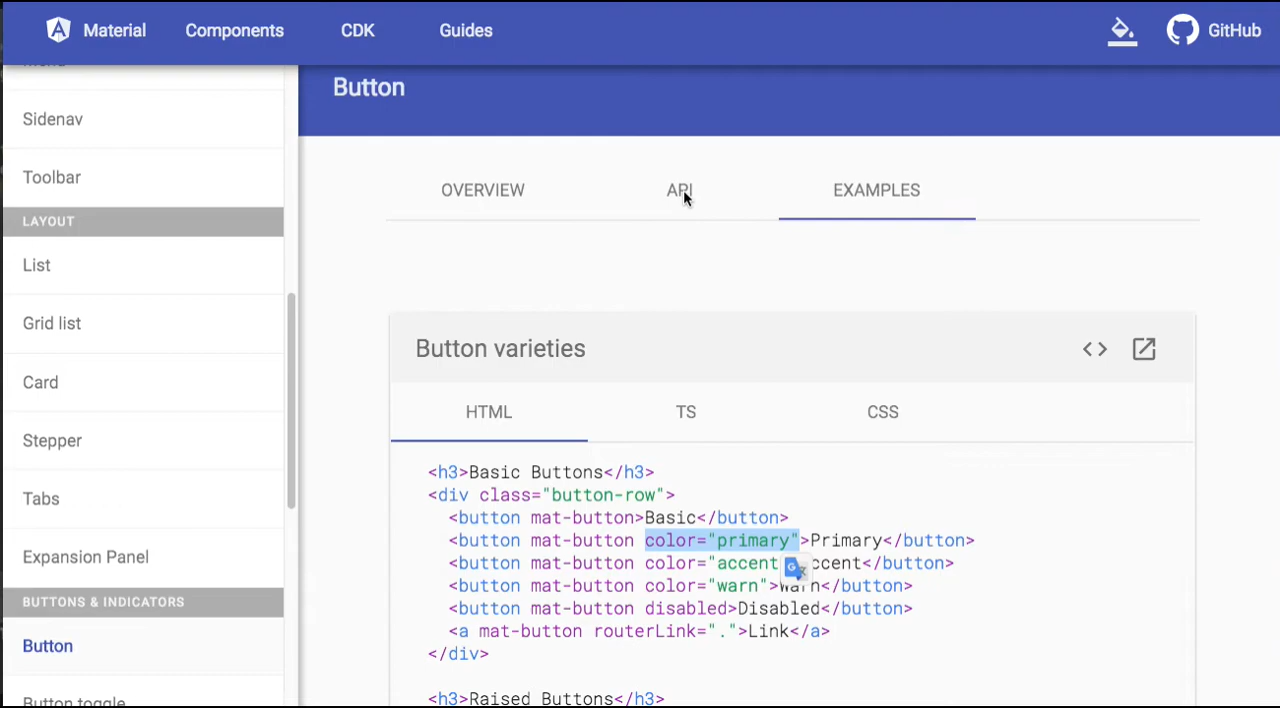 Material Components CDK Guides GitHub
Button
Sidenav
Toolbar
LAYOUT
List
Grid list
Card
Stepper
Tabs
Expansion Panel
BUTTONS & INDICATORS
Button
Button toggle
OVERVIEW API EXAMPLES
Button varieties
HTML TS CSS
<h3>Basic Buttons</h3>
<div class="button-row">
<button mat-button>Basic</button>
<button mat-button color="primary">Primary</button>
<button mat-button color="accent ccent</button>
<button mat-button color="warn">Warn</button>
<button mat-button disabled>Disabled</button>
<a mat-button routerLink=".">Link</a>
</div>
<h3>Raised Buttons</h3>